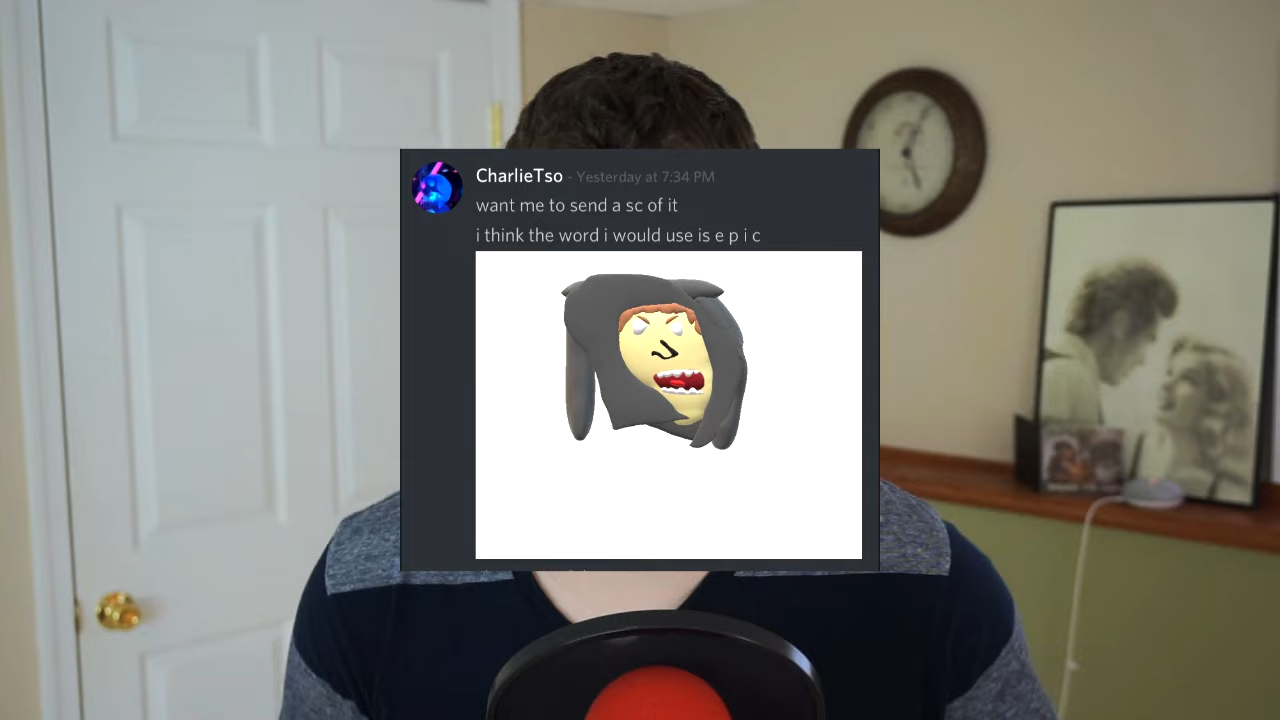 CharlieTso - Yesterday at 7:34 PM
want me to send a sc of it
i think the word i would use is e p i c